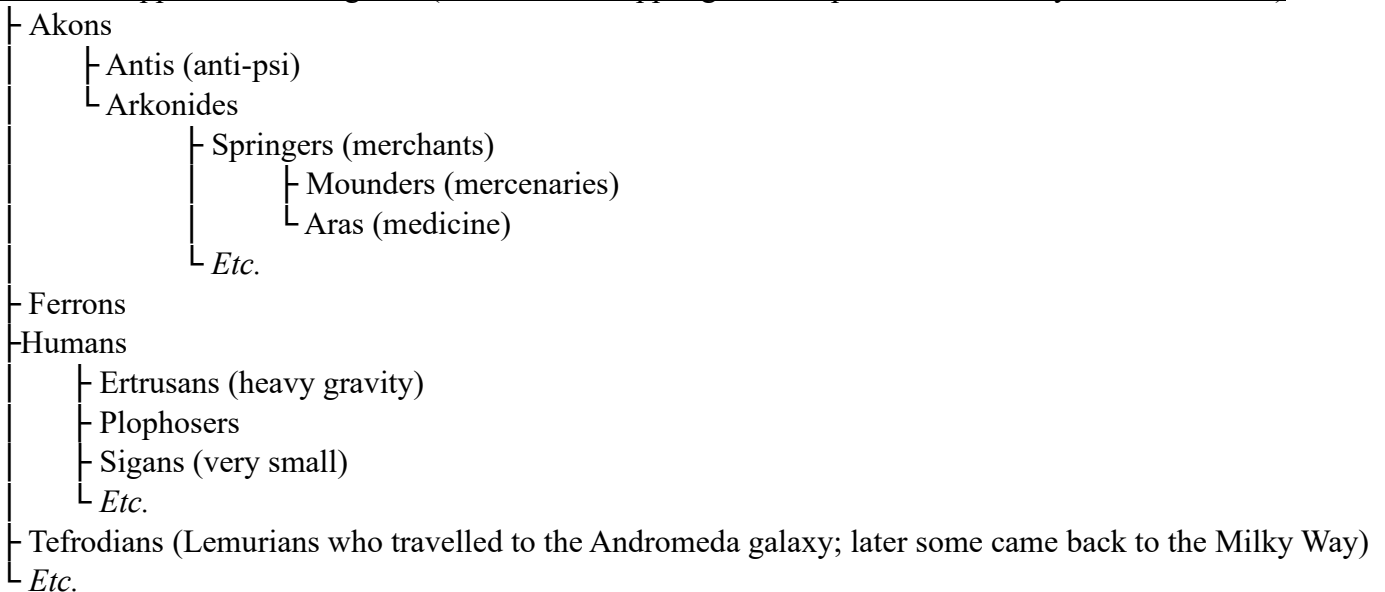 ├ Akons
│ ├ Antis (anti-psi)
│ └ Arkonides
│ ├ Springers (merchants)
│ │ ├ Mounders (mercenaries)
│ │ └ Aras (medicine)
│ └ Etc.
├ Ferrons
├Humans
│ ├ Ertrusans (heavy gravity)
│ ├ Plophosers
│ ├ Sigans (very small)
│ └ Etc.
├ Tefrodians (Lemurians who travelled to the Andromeda galaxy; later some came back to the Milky Way)
└ Etc.